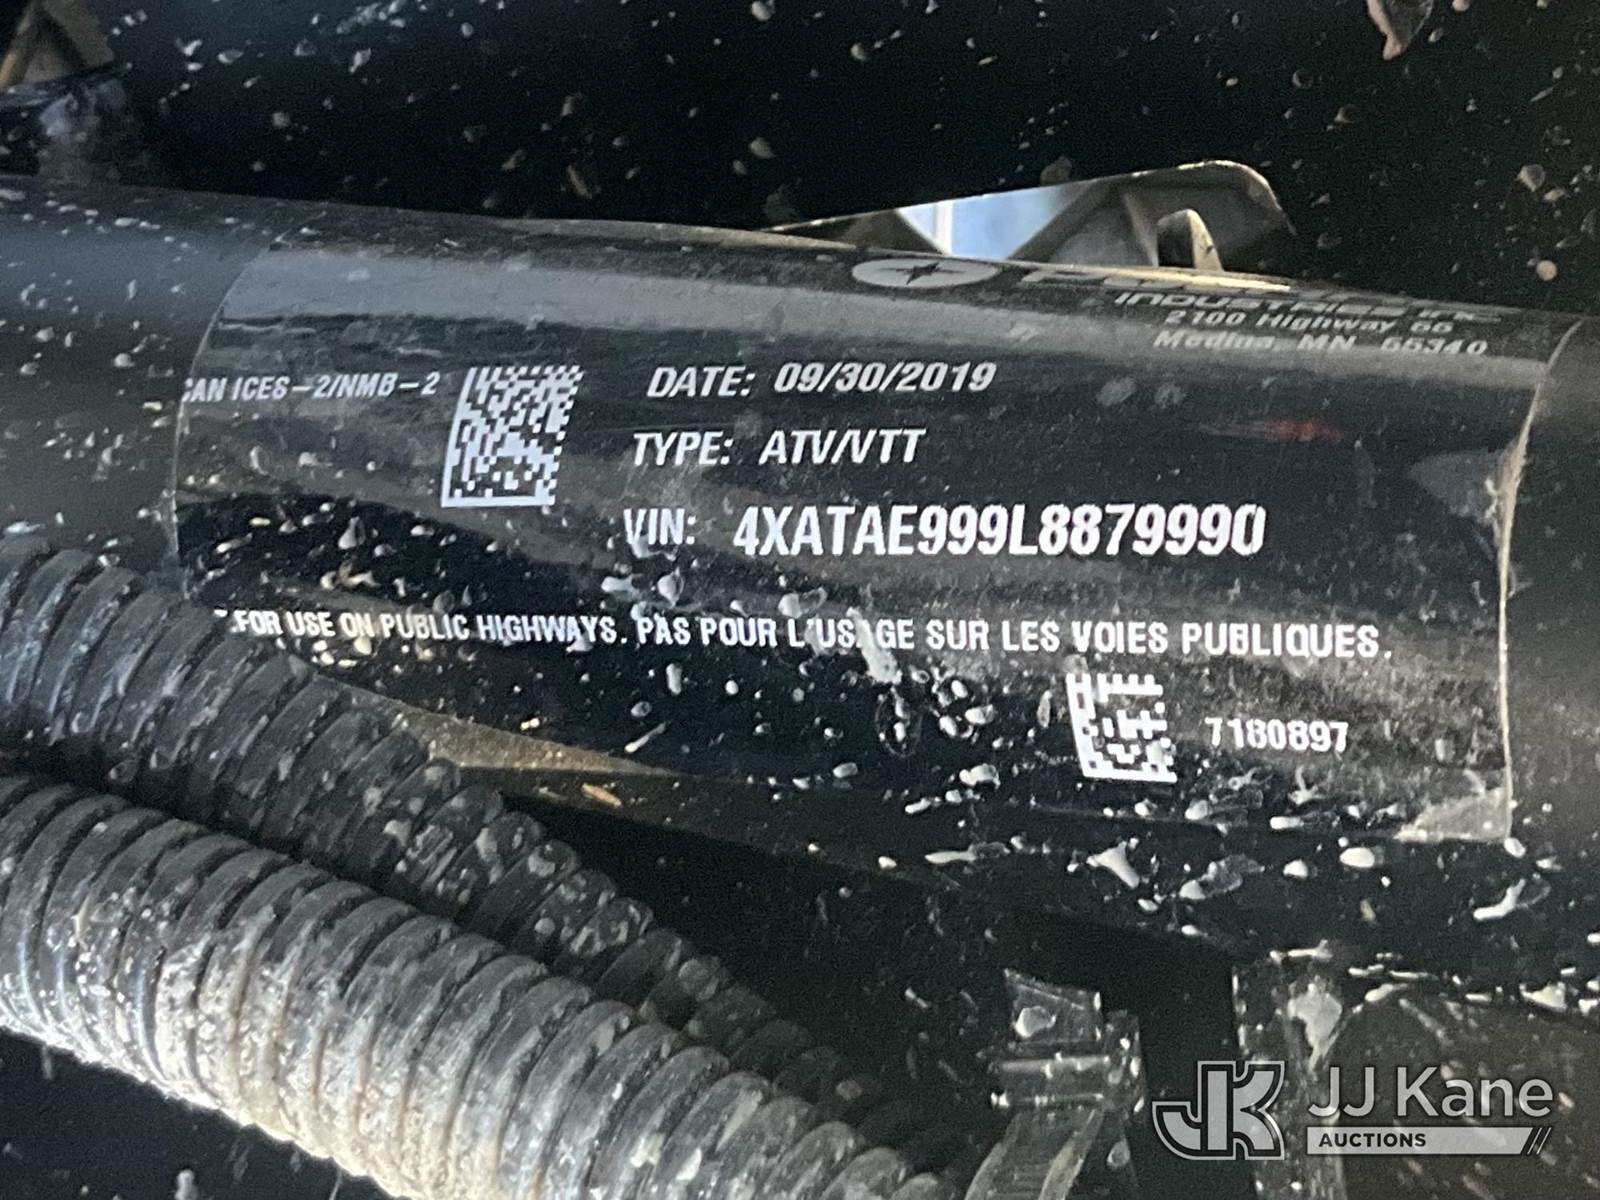 INDUSTRIES INC
2100 Highway 55
Medina, MN 55340
CAN ICES-2/NMB-2
DATE: 09/30/2019
TYPE: ATV/VTT
VIN: 4XATAE999L8879990
FOR USE ON PUBLIC HIGHWAYS. PAS POUR L'USAGE SUR LES VOIES PUBLIQUES.
7180897
JK JJ Kane
AUCTIONS